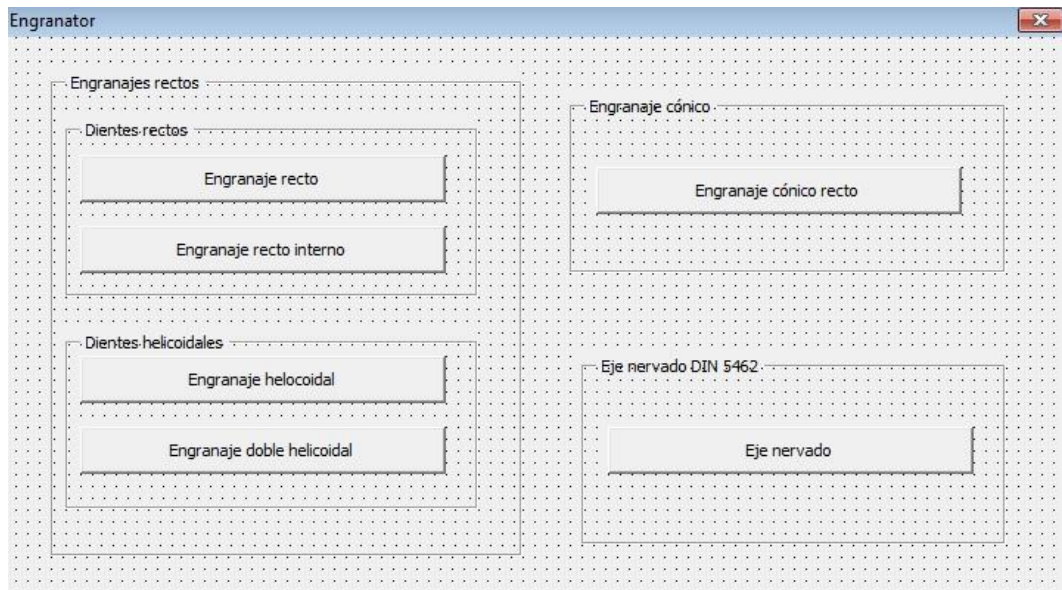 Engranator
Engranajes rectos
Dientes rectos
Engranaje recto
Engranaje recto interno
Dientes helicoidales
Engranaje helocoidal
Engranaje doble helicoidal
Engranaje cónico
Engranaje cónico recto
Eje nervado DIN 5462
Eje nervado